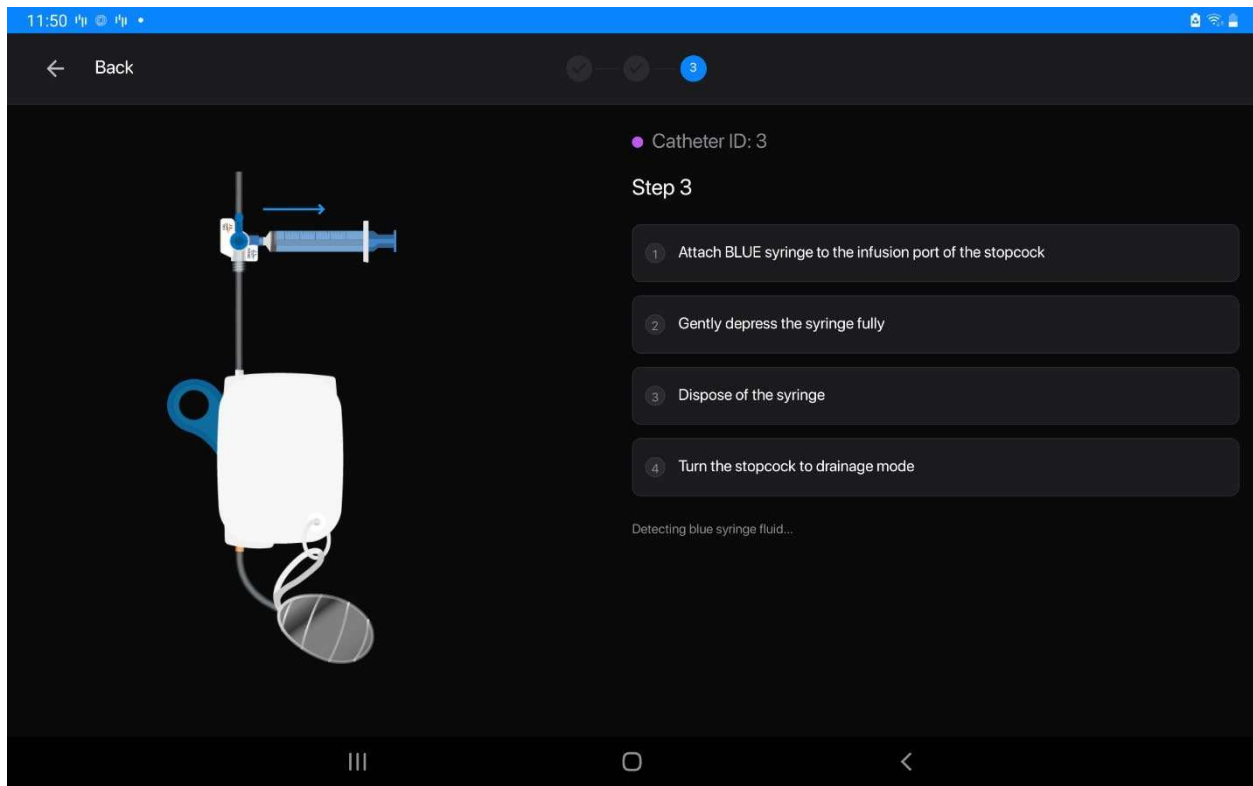 11:50
Back
3
Catheter ID: 3
Step 3
1 Attach BLUE syringe to the infusion port of the stopcock
2 Gently depress the syringe fully
3 Dispose of the syringe
4 Turn the stopcock to drainage mode
Detecting blue syringe fluid...